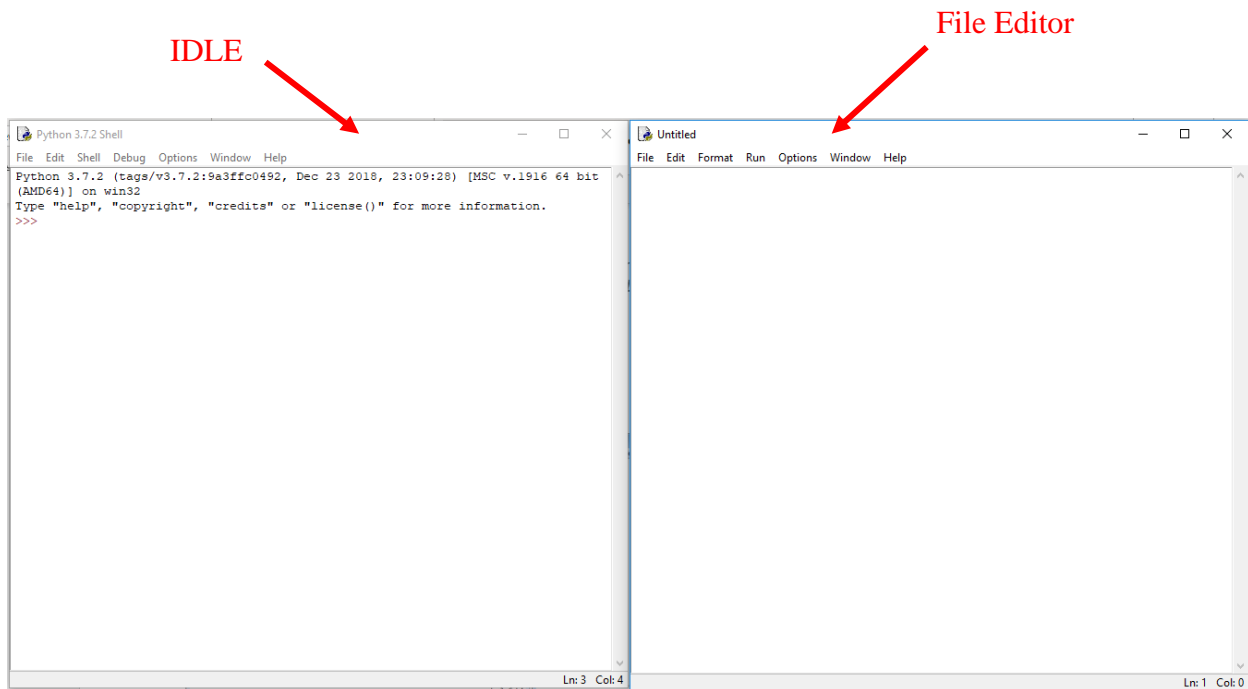 File Editor
IDLE
Python 3.7.2 Shell
File Edit Shell Debug Options Window Help
Python 3.7.2 (tags/v3.7.2:9a3ffc0492, Dec 23 2018, 23:09:28) [MSC v.1916 64 bit
(AMD64)] on win32
Type "help", "copyright", "credits" or "license()" for more information.
>>>
Ln: 3 Col: 4
Untitled
File Edit Format Run Options Window Help
Ln: 1 Col: 0